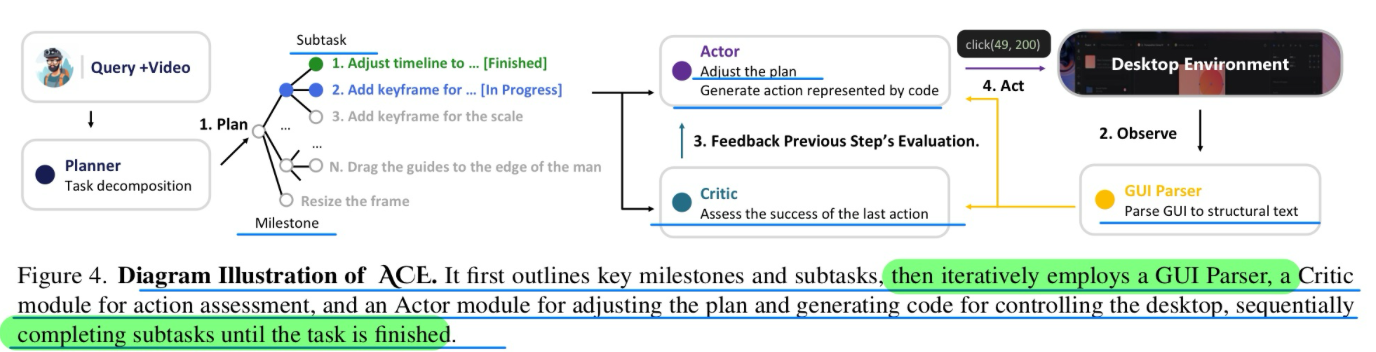 Query +Video
Planner
Task decomposition
1. Plan
Subtask
1. Adjust timeline to ... [Finished]
2. Add keyframe for ... [In Progress]
3. Add keyframe for the scale
...
...
N. Drag the guides to the edge of the man
Resize the frame
Milestone
Actor
Adjust the plan
Generate action represented by code
3. Feedback Previous Step's Evaluation.
Critic
Assess the success of the last action
click(49, 200)
4. Act
Desktop Environment
2. Observe
GUI Parser
Parse GUI to structural text
Figure 4. Diagram Illustration of ACE. It first outlines key milestones and subtasks, then iteratively employs a GUI Parser, a Critic
module for action assessment, and an Actor module for adjusting the plan and generating code for controlling the desktop, sequentially
completing subtasks until the task is finished.